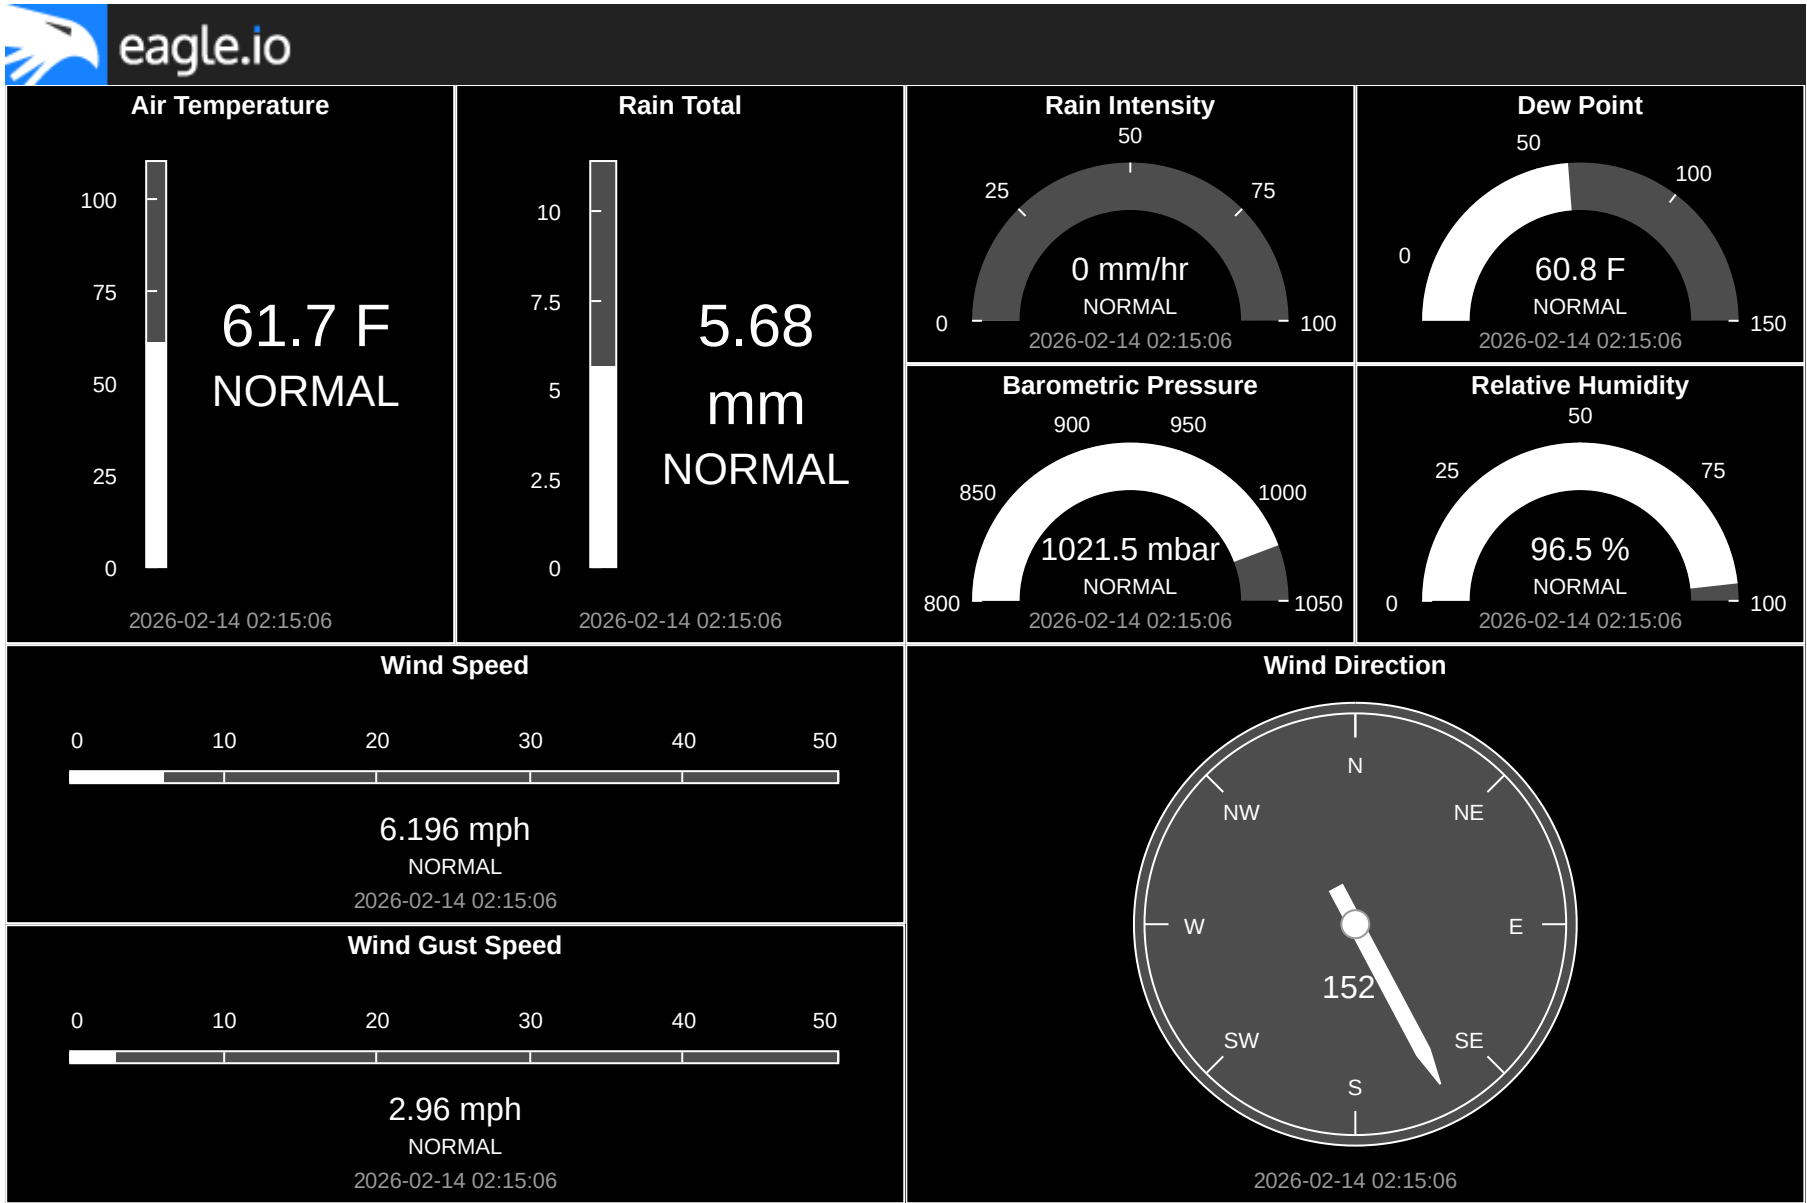 eagle.io
Air Temperature
100
75
50
25
0
61.7 F
NORMAL
2026-02-14 02:15:06
Rain Total
10
7.5
5
2.5
0
5.68
mm
NORMAL
2026-02-14 02:15:06
Rain Intensity
0
25
50
75
100
0 mm/hr
NORMAL
2026-02-14 02:15:06
Dew Point
0
50
100
150
60.8 F
NORMAL
2026-02-14 02:15:06
Barometric Pressure
800
850
900
950
1000
1050
1021.5 mbar
NORMAL
2026-02-14 02:15:06
Relative Humidity
0
25
50
75
100
96.5 %
NORMAL
2026-02-14 02:15:06
Wind Speed
0 10 20 30 40 50
6.196 mph
NORMAL
2026-02-14 02:15:06
Wind Gust Speed
0 10 20 30 40 50
2.96 mph
NORMAL
2026-02-14 02:15:06
Wind Direction
N
NW NE
W E
152
SW SE
S
2026-02-14 02:15:06